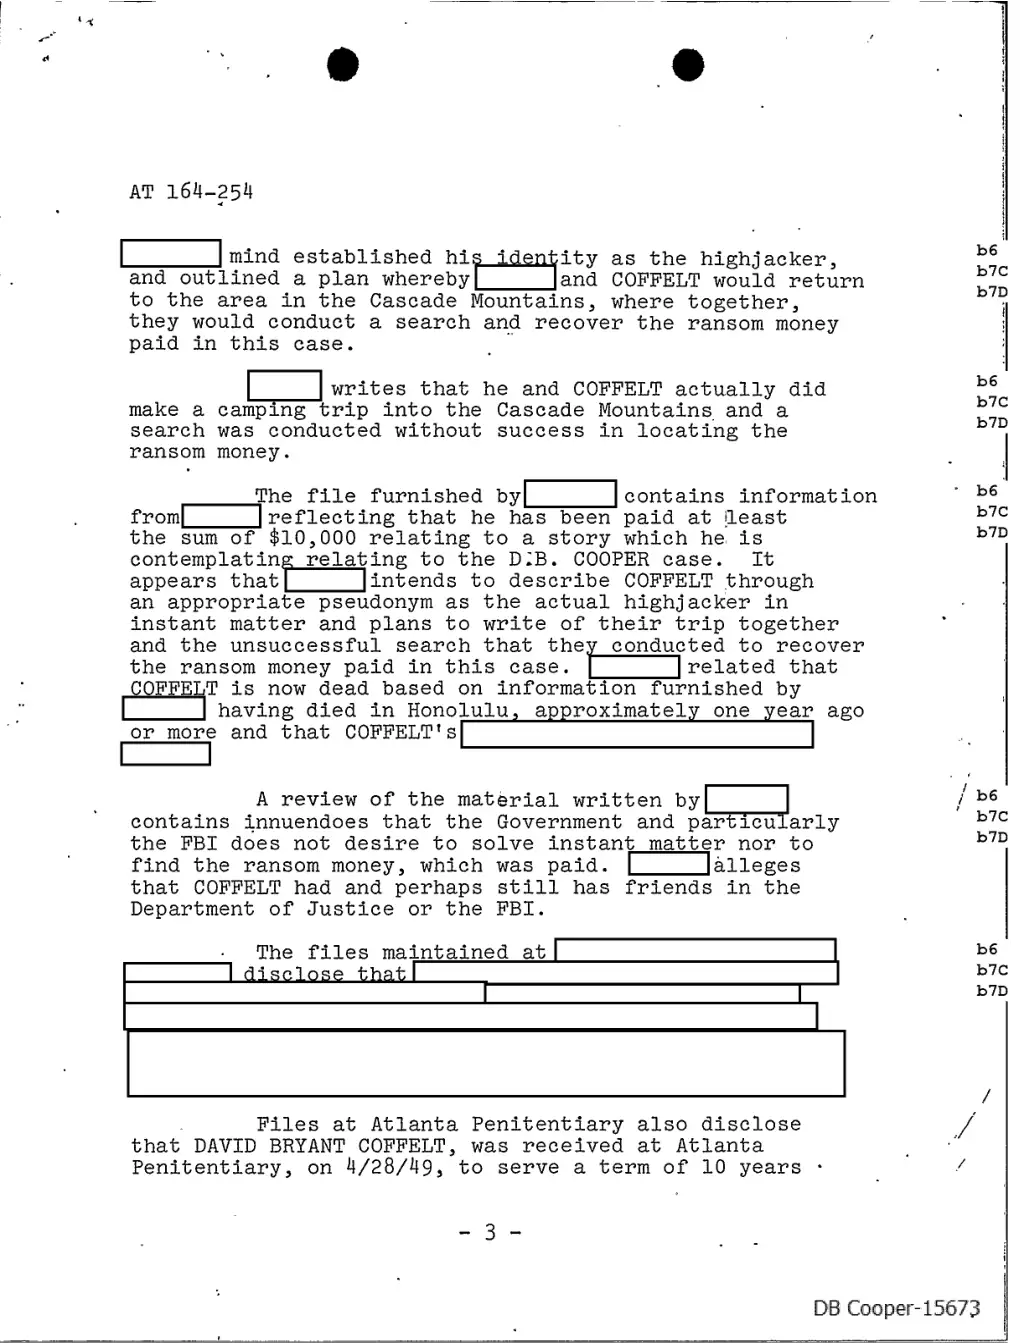 AT 164-254
mind established his identity as the highjacker, b6
and outlined a plan whereby and COFFELT would return b7C
to the area in the Cascade Mountains, where together, b7D
they would conduct a search and recover the ransom money
paid in this case.
writes that he and COFFELT actually did b6
make a camping trip into the Cascade Mountains and a b7C
search was conducted without success in locating the b7D
ransom money.
The file furnished by contains information b6
from reflecting that he has been paid at least b7C
the sum of $10,000 relating to a story which he is b7D
contemplating relating to the D.B. COOPER case. It
appears that intends to describe COFFELT through
an appropriate pseudonym as the actual highjacker in
instant matter and plans to write of their trip together
and the unsuccessful search that they conducted to recover
the ransom money paid in this case. related that
COFFELT is now dead based on information furnished by
having died in Honolulu, approximately one year ago
or more and that COFFELT's
A review of the material written by b6
contains innuendoes that the Government and particularly b7C
the FBI does not desire to solve instant matter nor to b7D
find the ransom money, which was paid. alleges
that COFFELT had and perhaps still has friends in the
Department of Justice or the FBI.
The files maintained at b6
disclose that b7C
b7D
Files at Atlanta Penitentiary also disclose
that DAVID BRYANT COFFELT, was received at Atlanta
Penitentiary, on 4/28/49, to serve a term of 10 years
- 3 -
DB Cooper-15673